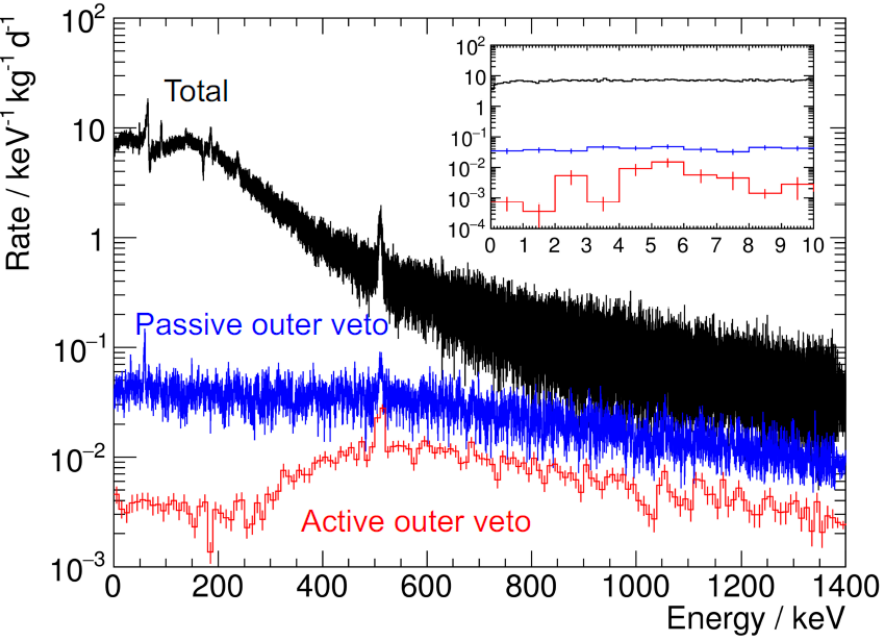 10²
10
1
10⁻¹
10⁻²
10⁻³
Rate / keV⁻¹ kg⁻¹ d⁻¹
Total
Passive outer veto
Active outer veto
10²
10
1
10⁻¹
10⁻²
10⁻³
10⁻⁴
0 1 2 3 4 5 6 7 8 9 10
0 200 400 600 800 1000 1200 1400
Energy / keV